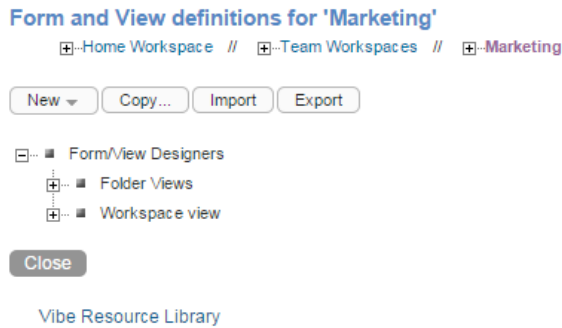 Form and View definitions for 'Marketing'
Home Workspace // Team Workspaces // Marketing
New Copy... Import Export
Form/View Designers
Folder Views
Workspace view
Close
Vibe Resource Library